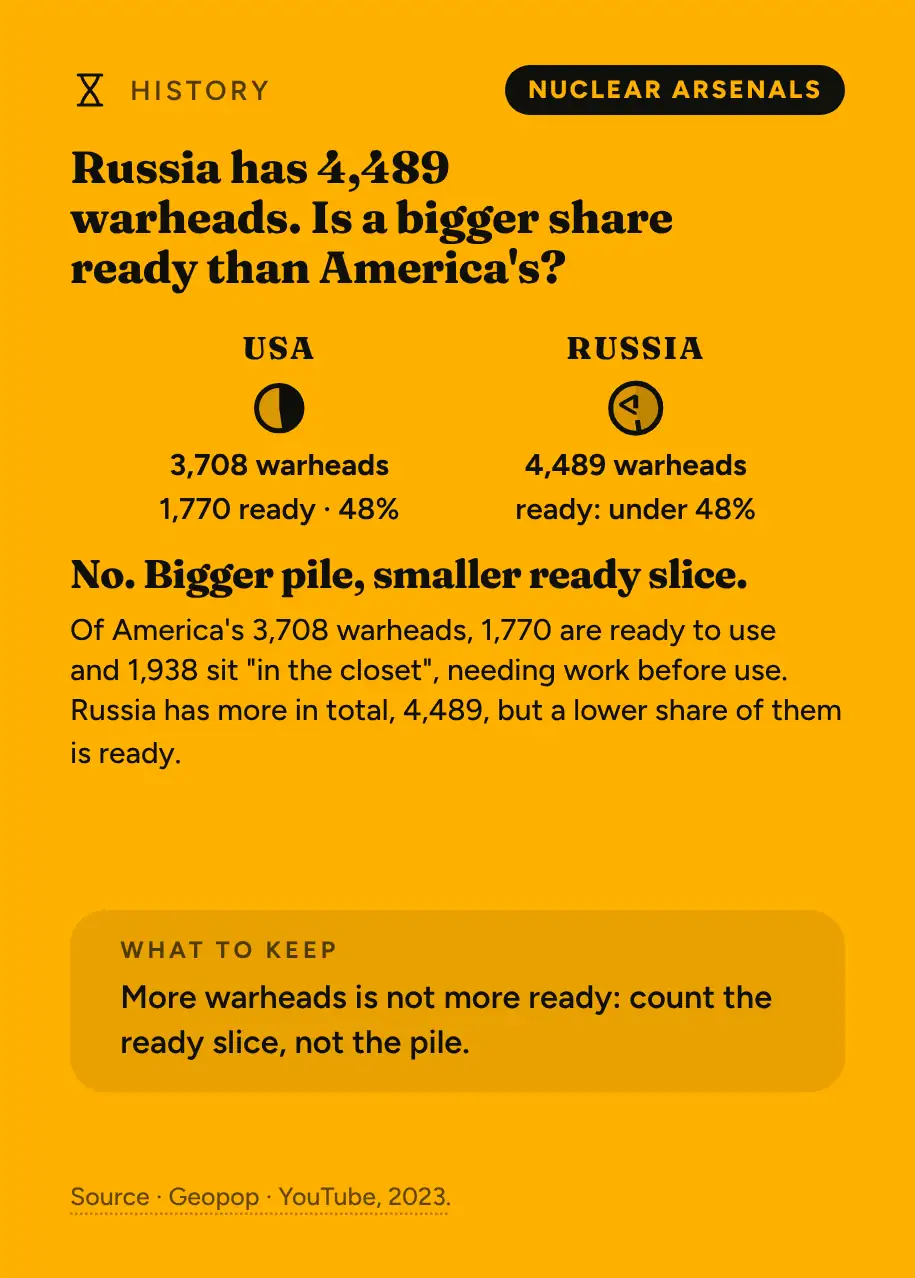 HISTORY
NUCLEAR ARSENALS
Russia has 4,489
warheads. Is a bigger share
ready than America's?
USA
RUSSIA
3,708 warheads
4,489 warheads
1,770 ready · 48%
ready: under 48%
No. Bigger pile, smaller ready slice.
Of America's 3,708 warheads, 1,770 are ready to use
and 1,938 sit "in the closet", needing work before use.
Russia has more in total, 4,489, but a lower share of them
is ready.
WHAT TO KEEP
More warheads is not more ready: count the
ready slice, not the pile.
Source · Geopop · YouTube, 2023.